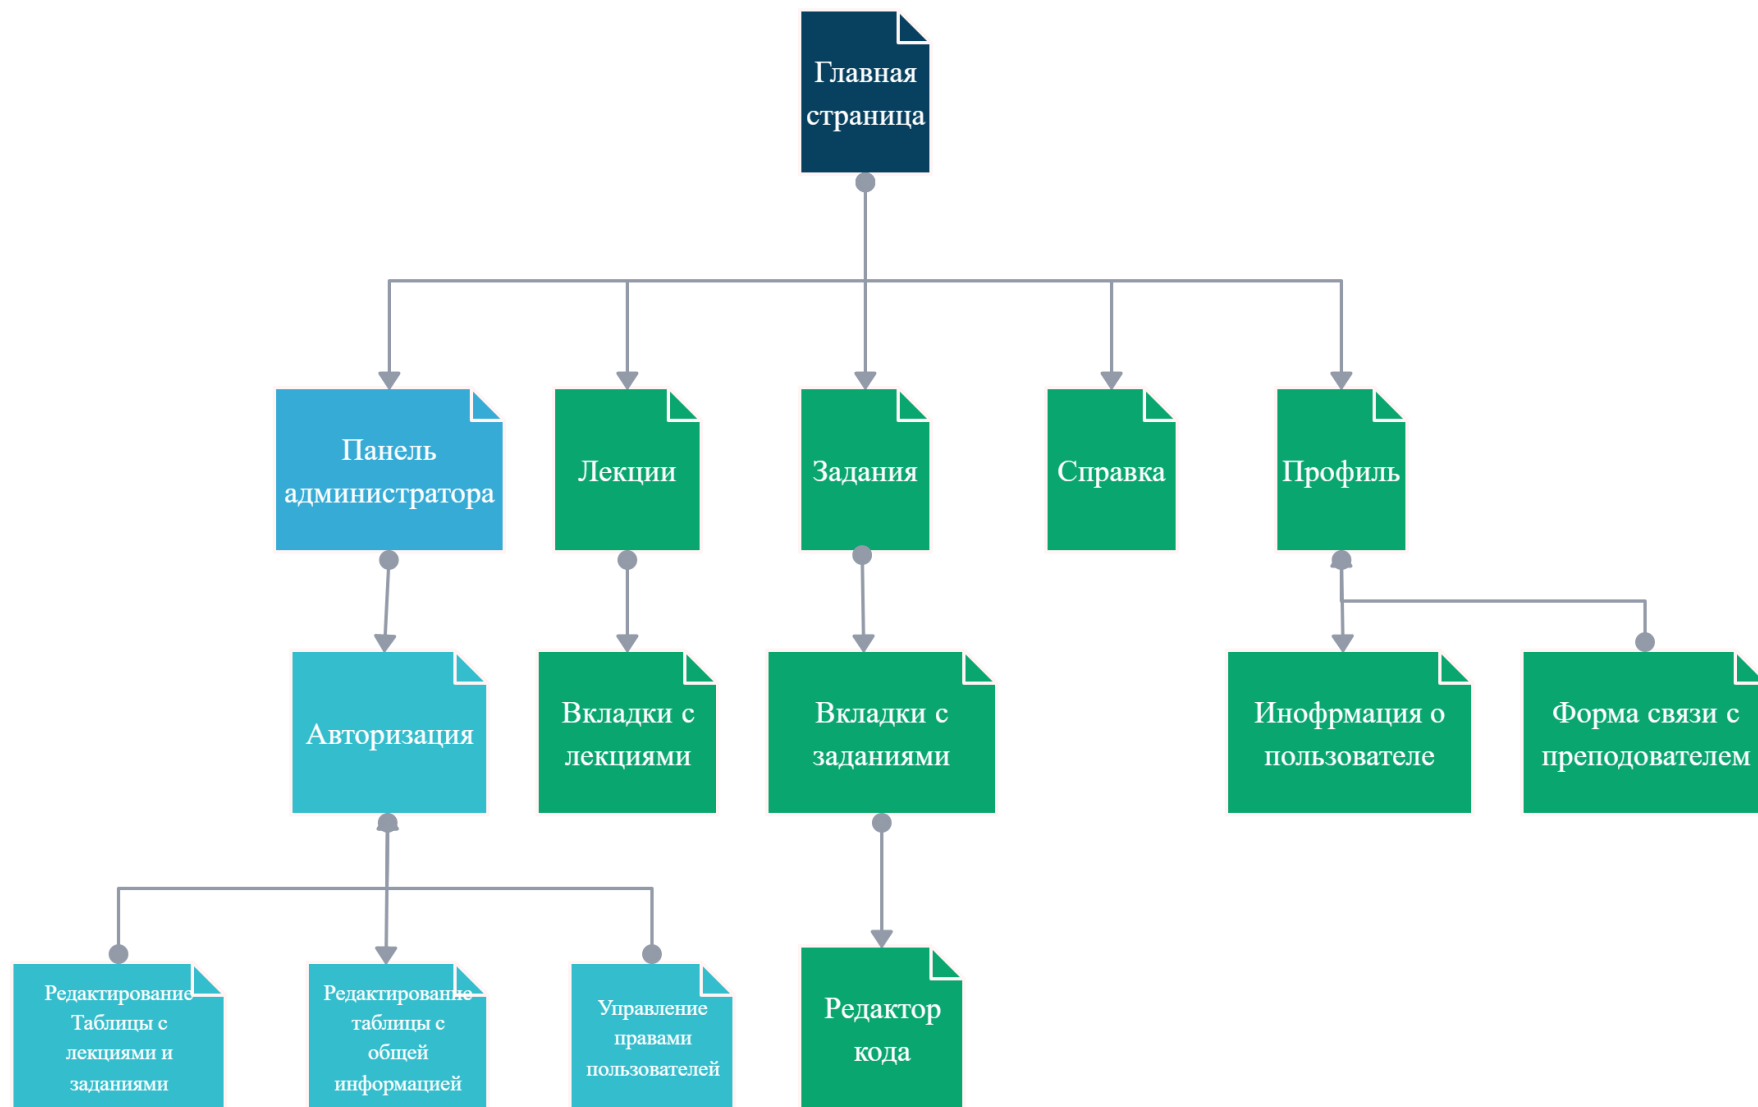 Главная
страница
Панель
администратора
Лекции
Задания
Справка
Профиль
Авторизация
Вкладки с
лекциями
Вкладки с
заданиями
Инофрмация о
пользователе
Форма связи с
преподователем
Редактирование
Таблицы с
лекциями и
заданиями
Редактирование
таблицы с
общей
информацией
Управление
правами
пользователей
Редактор
кода